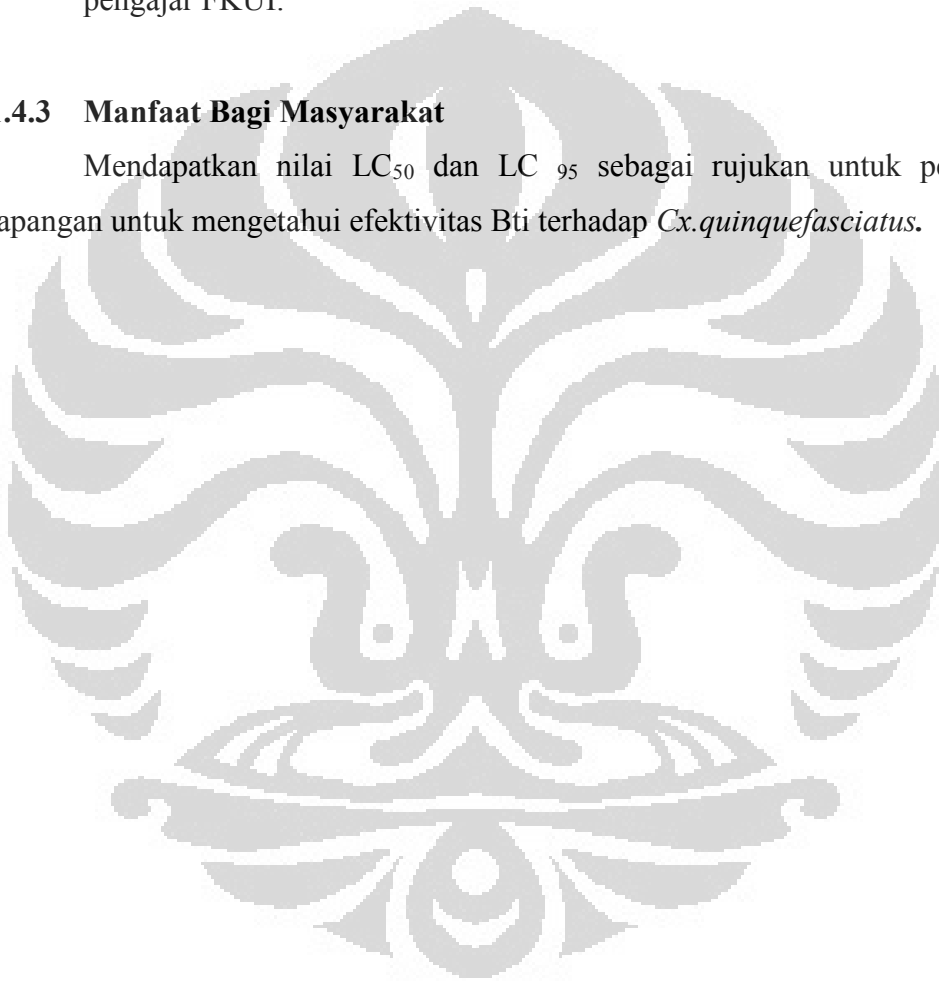 pengajar FKUI.
.4.3 Manfaat Bagi Masyarakat
Mendapatkan nilai LC50 dan LC 95 sebagai rujukan untuk
apangan untuk mengetahui efektivitas Bti terhadap Cx.quinquefasciatus.